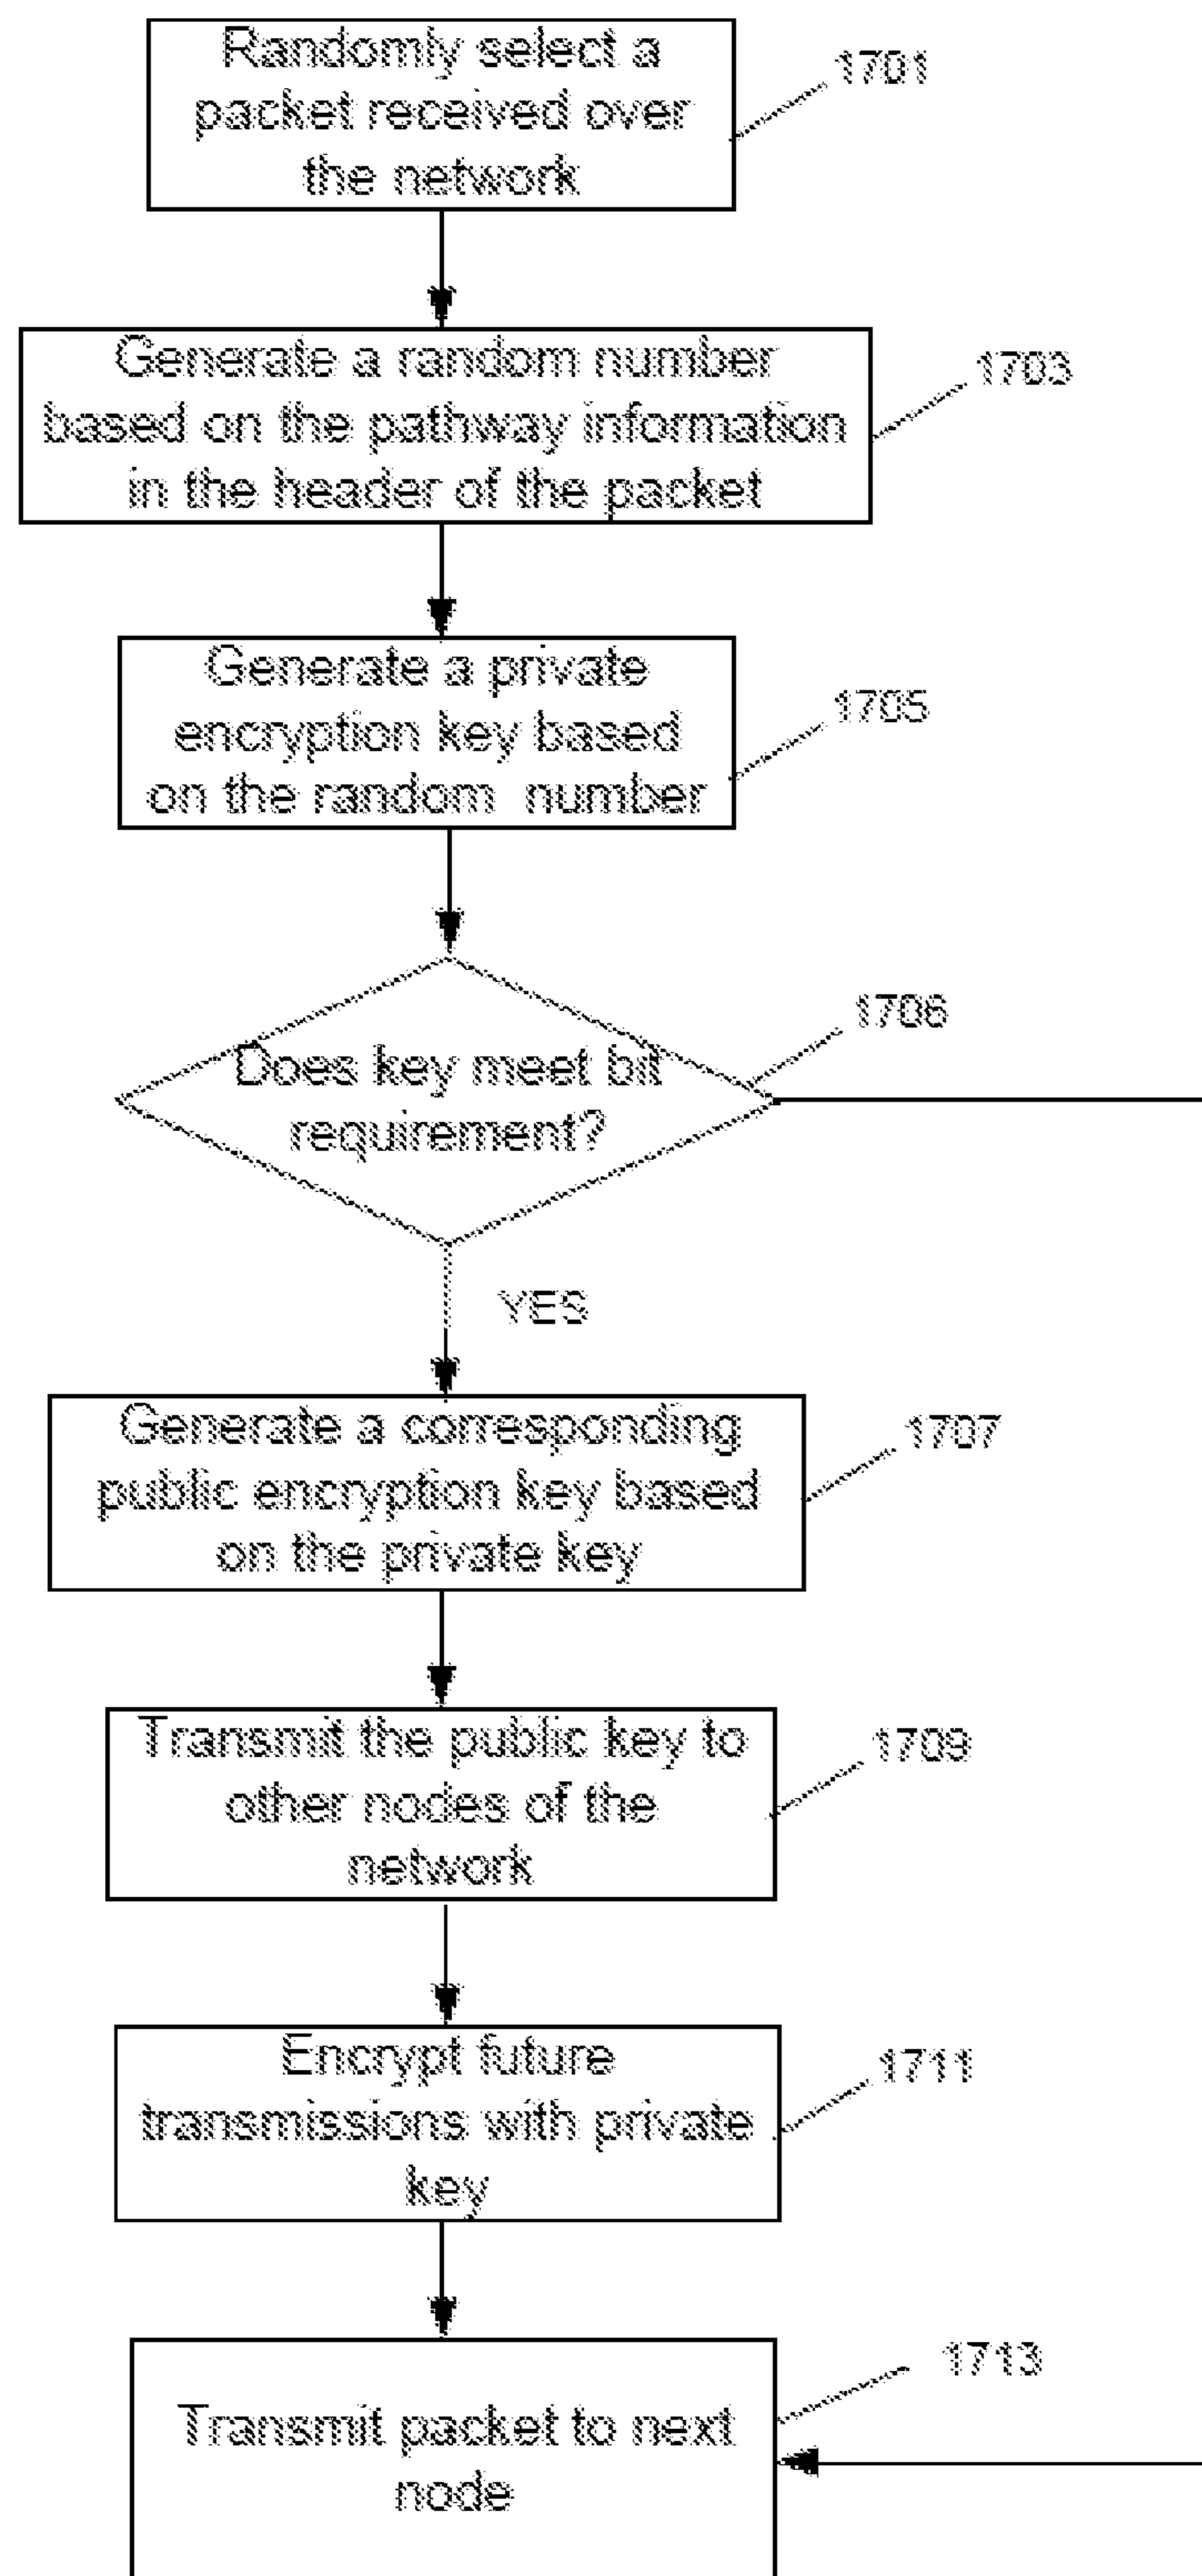 Randomly select a
packet received over
the network
1701
Generate a random number
based on the pathway information
in the header of the packet
1703
Generate a private
encryption key based
on the random number
1705
Does key meet bit
requirement?
1706
YES
Generate a corresponding
public encryption key based
on the private key
1707
Transmit the public key to
other nodes of the
network
1709
Encrypt future
transmissions with private
key
1711
Transmit packet to next
node
1713